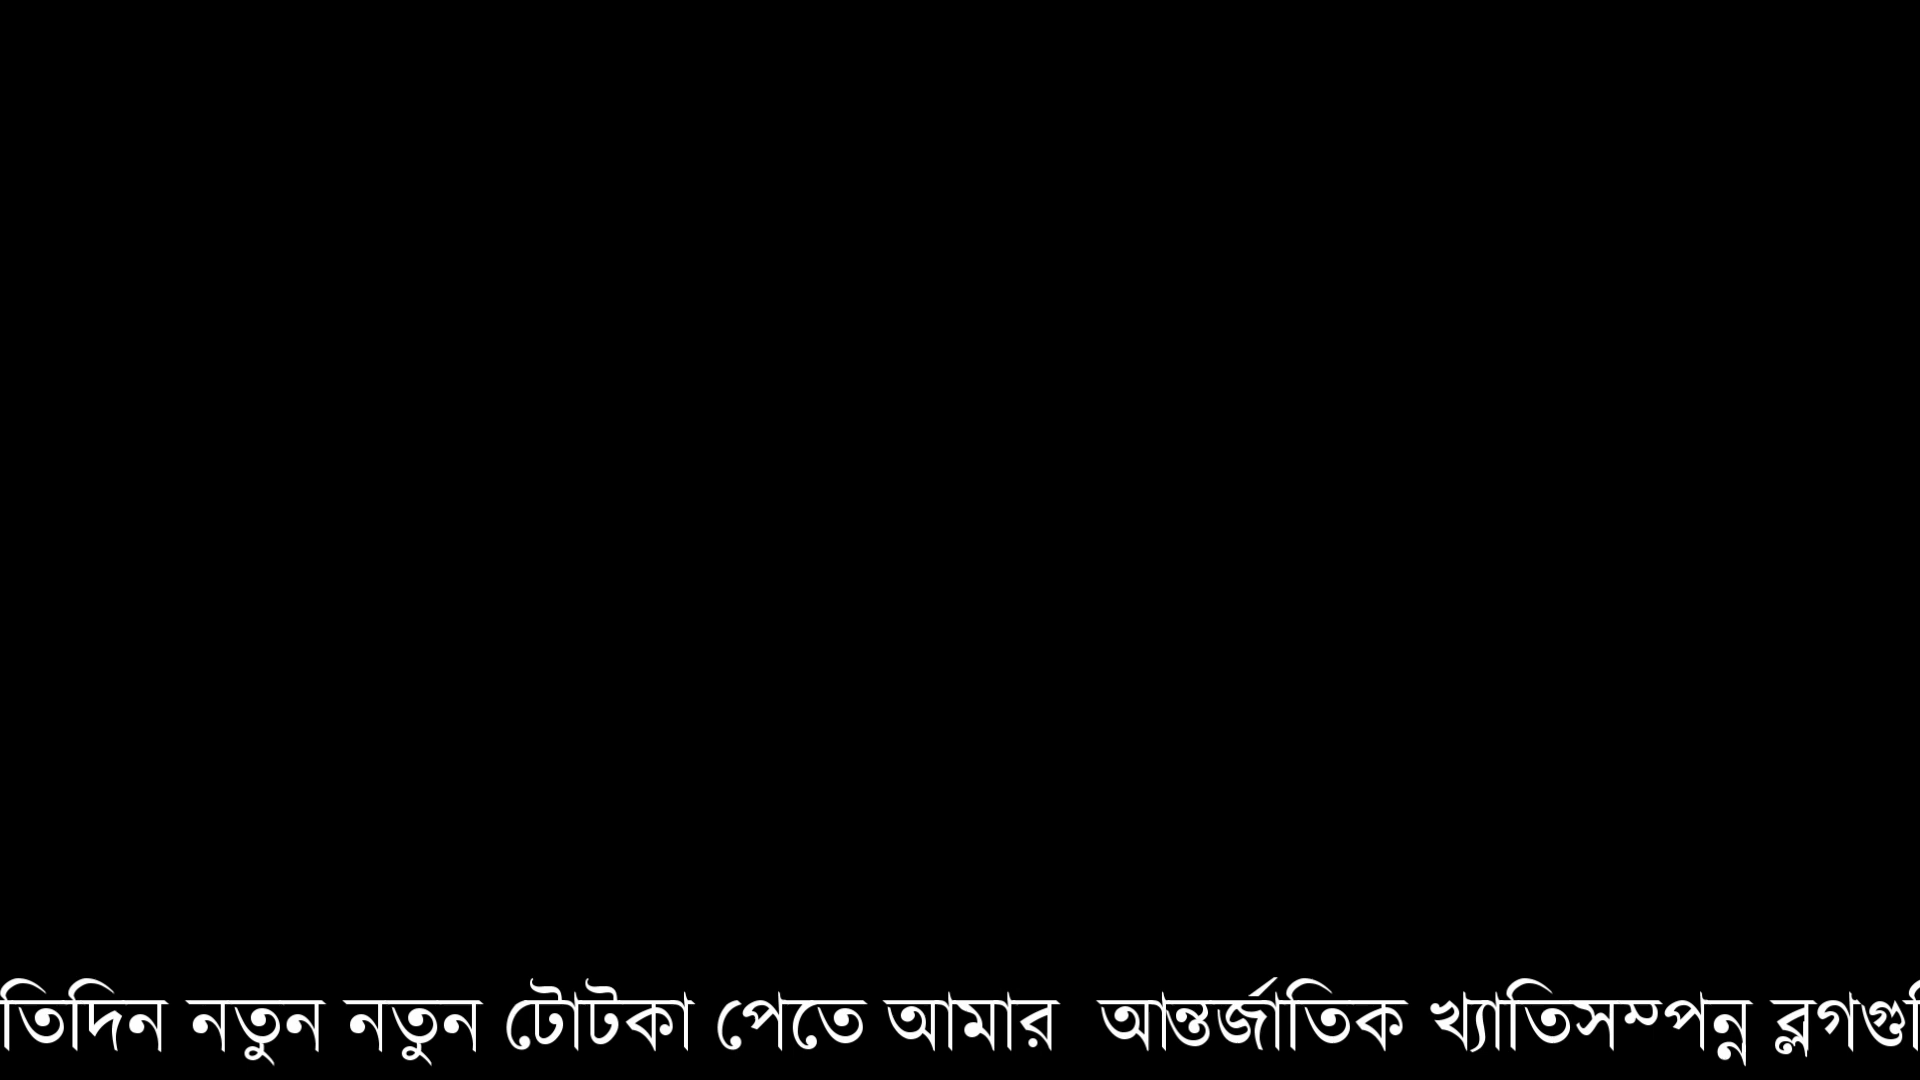 তিদিন নতুন নতুন টোটকা পেতে আমার আন্তর্জাতিক খ্যাতিসম্পন্ন ব্লগগু